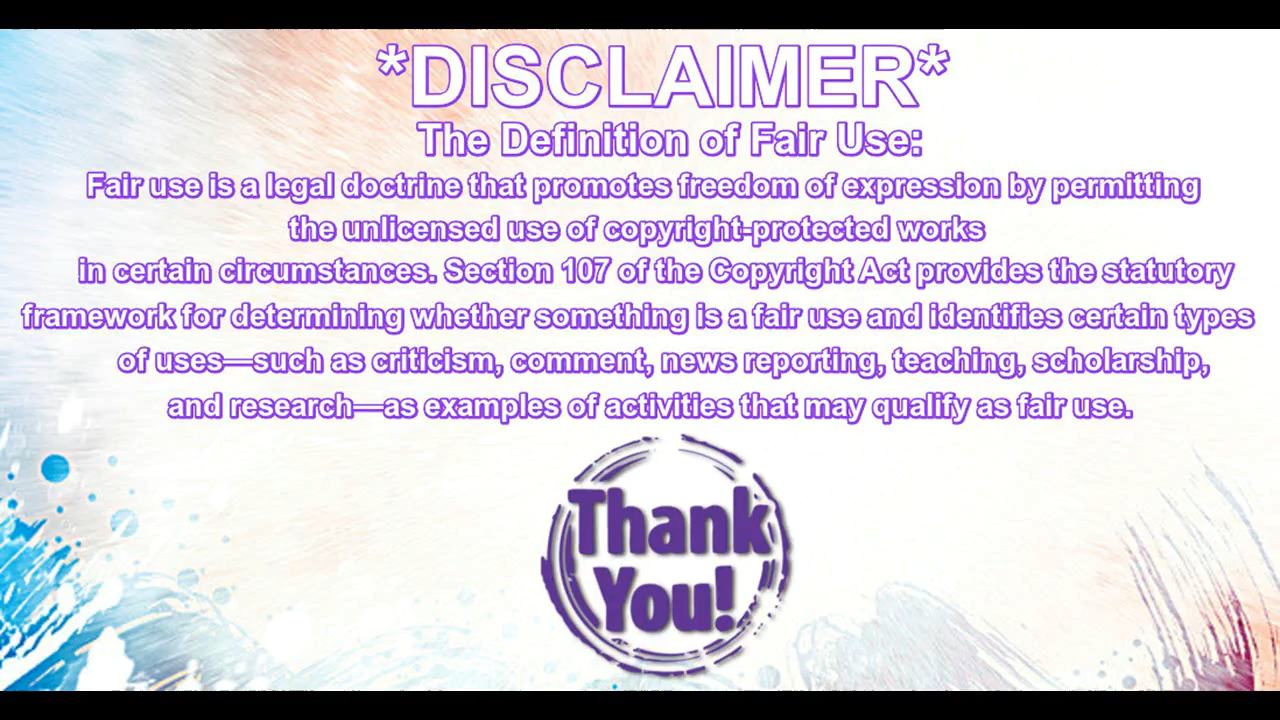 *DISCLAIMER*
The Definition of Fair Use:
Fair use is a legal doctrine that promotes freedom of expression by permitting
the unlicensed use of copyright-protected works
in certain circumstances. Section 107 of the Copyright Act provides the statutory
framework for determining whether something is a fair use and identifies certain types
of uses—such as criticism, comment, news reporting, teaching, scholarship,
and research—as examples of activities that may qualify as fair use.
Thank
You!